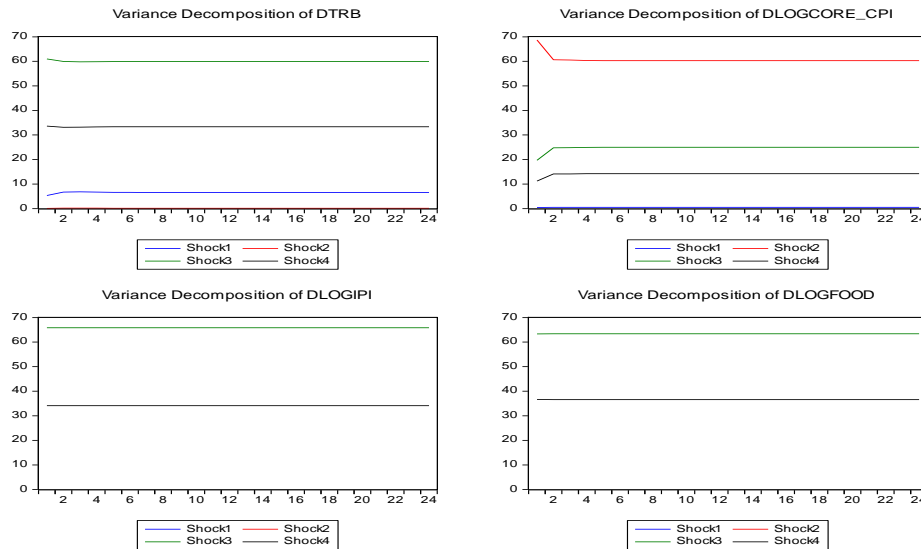 Variance Decomposition of DTRB
70
60
50
40
30
20
10
0
2 4 6 8 10 12 14 16 18 20 22 24
Shock1 Shock2
Shock3 Shock4
Variance Decomposition of DLOGCORE_CPI
70
60
50
40
30
20
10
0
2 4 6 8 10 12 14 16 18 20 22 24
Shock1 Shock2
Shock3 Shock4
Variance Decomposition of DLOGIPI
70
60
50
40
30
20
10
0
2 4 6 8 10 12 14 16 18 20 22 24
Shock1 Shock2
Shock3 Shock4
Variance Decomposition of DLOGFOOD
70
60
50
40
30
20
10
0
2 4 6 8 10 12 14 16 18 20 22 24
Shock1 Shock2
Shock3 Shock4